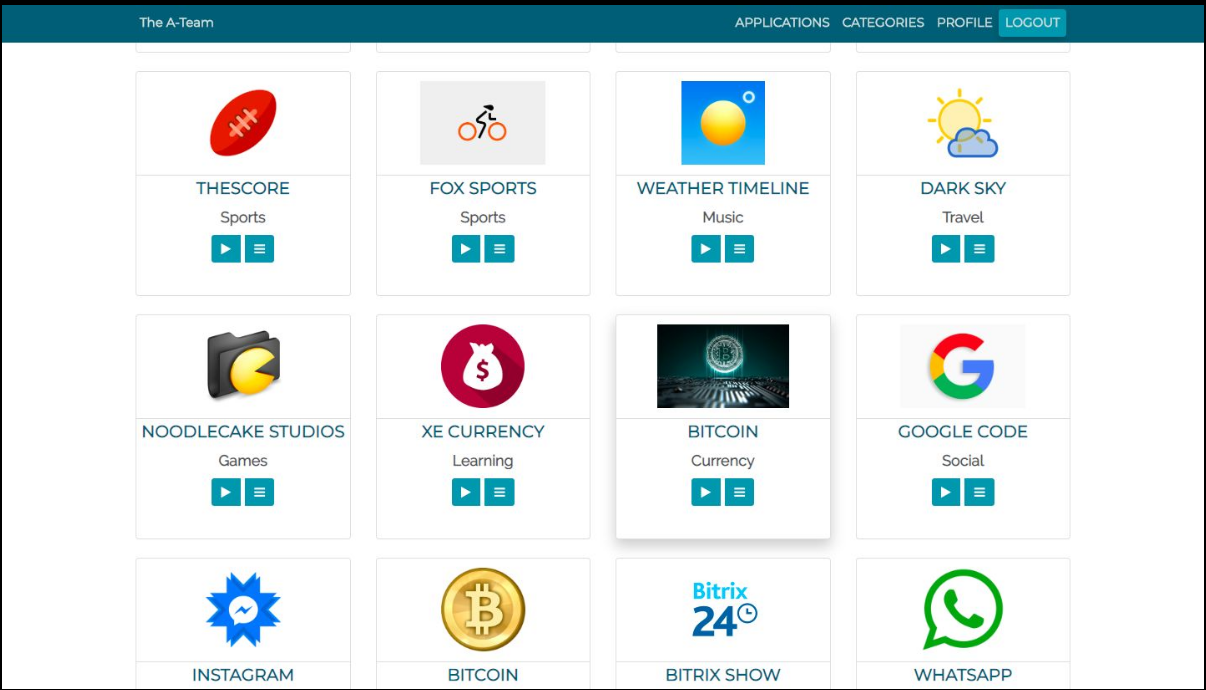 The A-Team
APPLICATIONS CATEGORIES PROFILE LOGOUT
THESCORE
Sports
FOX SPORTS
Sports
WEATHER TIMELINE
Music
DARK SKY
Travel
NOODLECAKE STUDIOS
Games
$
XE CURRENCY
Learning
BITCOIN
Currency
G
GOOGLE CODE
Social
INSTAGRAM
BITCOIN
Bitrix
24
BITRIX SHOW
WHATSAPP